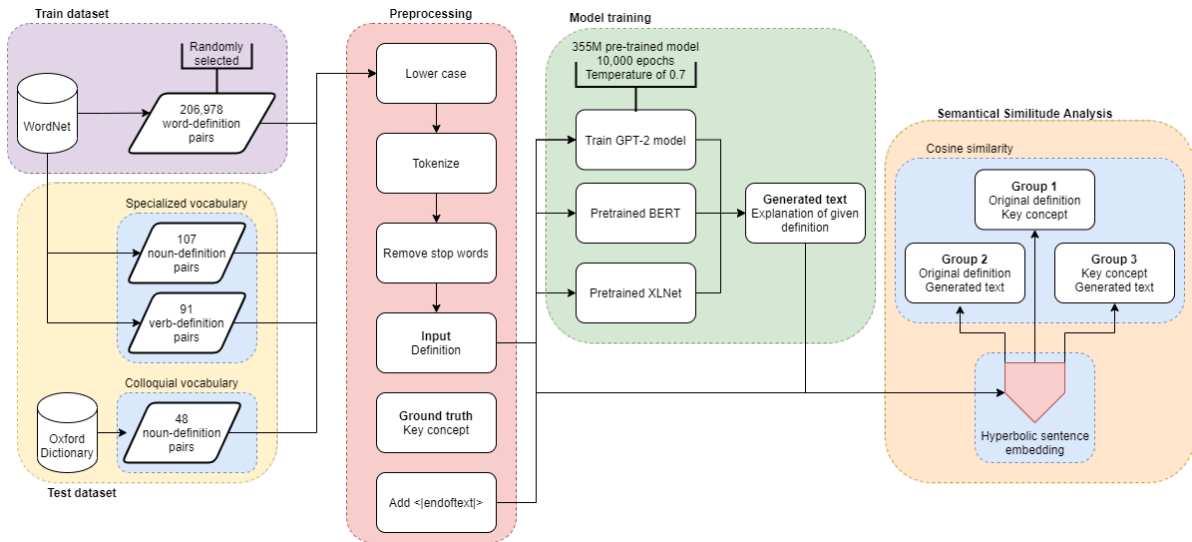 Train dataset
Randomly
selected
WordNet
206,978
word-definition
pairs
Specialized vocabulary
107
noun-definition
pairs
91
verb-definition
pairs
Colloquial vocabulary
Oxford
Dictionary
48
noun-definition
pairs
Test dataset
Preprocessing
Lower case
Tokenize
Remove stop words
Input
Definition
Ground truth
Key concept
Add <|endoftext|>
Model training
355M pre-trained model
10,000 epochs
Temperature of 0.7
Train GPT-2 model
Pretrained BERT
Pretrained XLNet
Generated text
Explanation of given
definition
Semantical Similitude Analysis
Cosine similarity
Group 1
Original definition
Key concept
Group 2
Original definition
Generated text
Group 3
Key concept
Generated text
Hyperbolic sentence
embedding